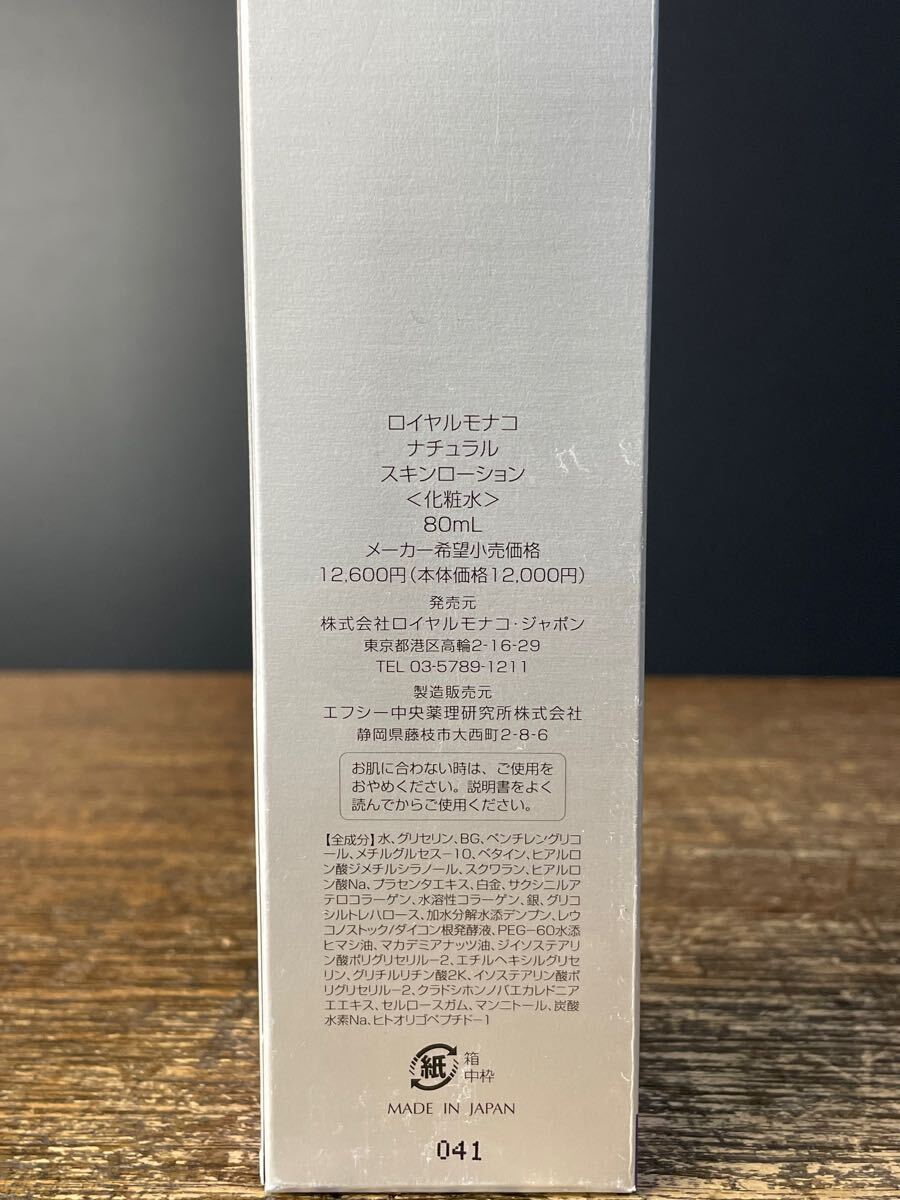 ロイヤルモナコ
ナチュラル
スキンローション
＜化粧水＞
80mL
メーカー希望小売価格
12,600円（本体価格12,000円）
発売元
株式会社ロイヤルモナコ・ジャポン
東京都港区高輪2-16-29
TEL 03-5789-1211
製造販売元
エフシー中央薬理研究所株式会社
静岡県藤枝市大西町2-8-6
お肌に合わない時は、ご使用を
おやめください。説明書をよく
読んでからご使用ください。
【全成分】水、グリセリン、BG、ペンチレングリコ
ール、メチルグルセス-10、ベタイン、ヒアルロ
ン酸ジメチルシラノール、スクワラン、ヒアルロ
ン酸Na、プラセンタエキス、白金、サクシニルア
テロコラーゲン、水溶性コラーゲン、銀、グリコ
シルトレハロース、加水分解水添デンプン、レウ
コノストック/ダイコン根発酵液、PEG-60水添
ヒマシ油、マカデミアナッツ油、ジイソステアリ
ン酸ポリグリセリル-2、エチルヘキシルグリセ
リン、グリチルリチン酸2K、イソステアリン酸ポ
リグリセリル-2、クラドシホンノバエカレドニア
エエキス、セルロースガム、マンニトール、炭酸
水素Na、ヒトオリゴペプチド-1
紙
箱
中枠
MADE IN JAPAN
041